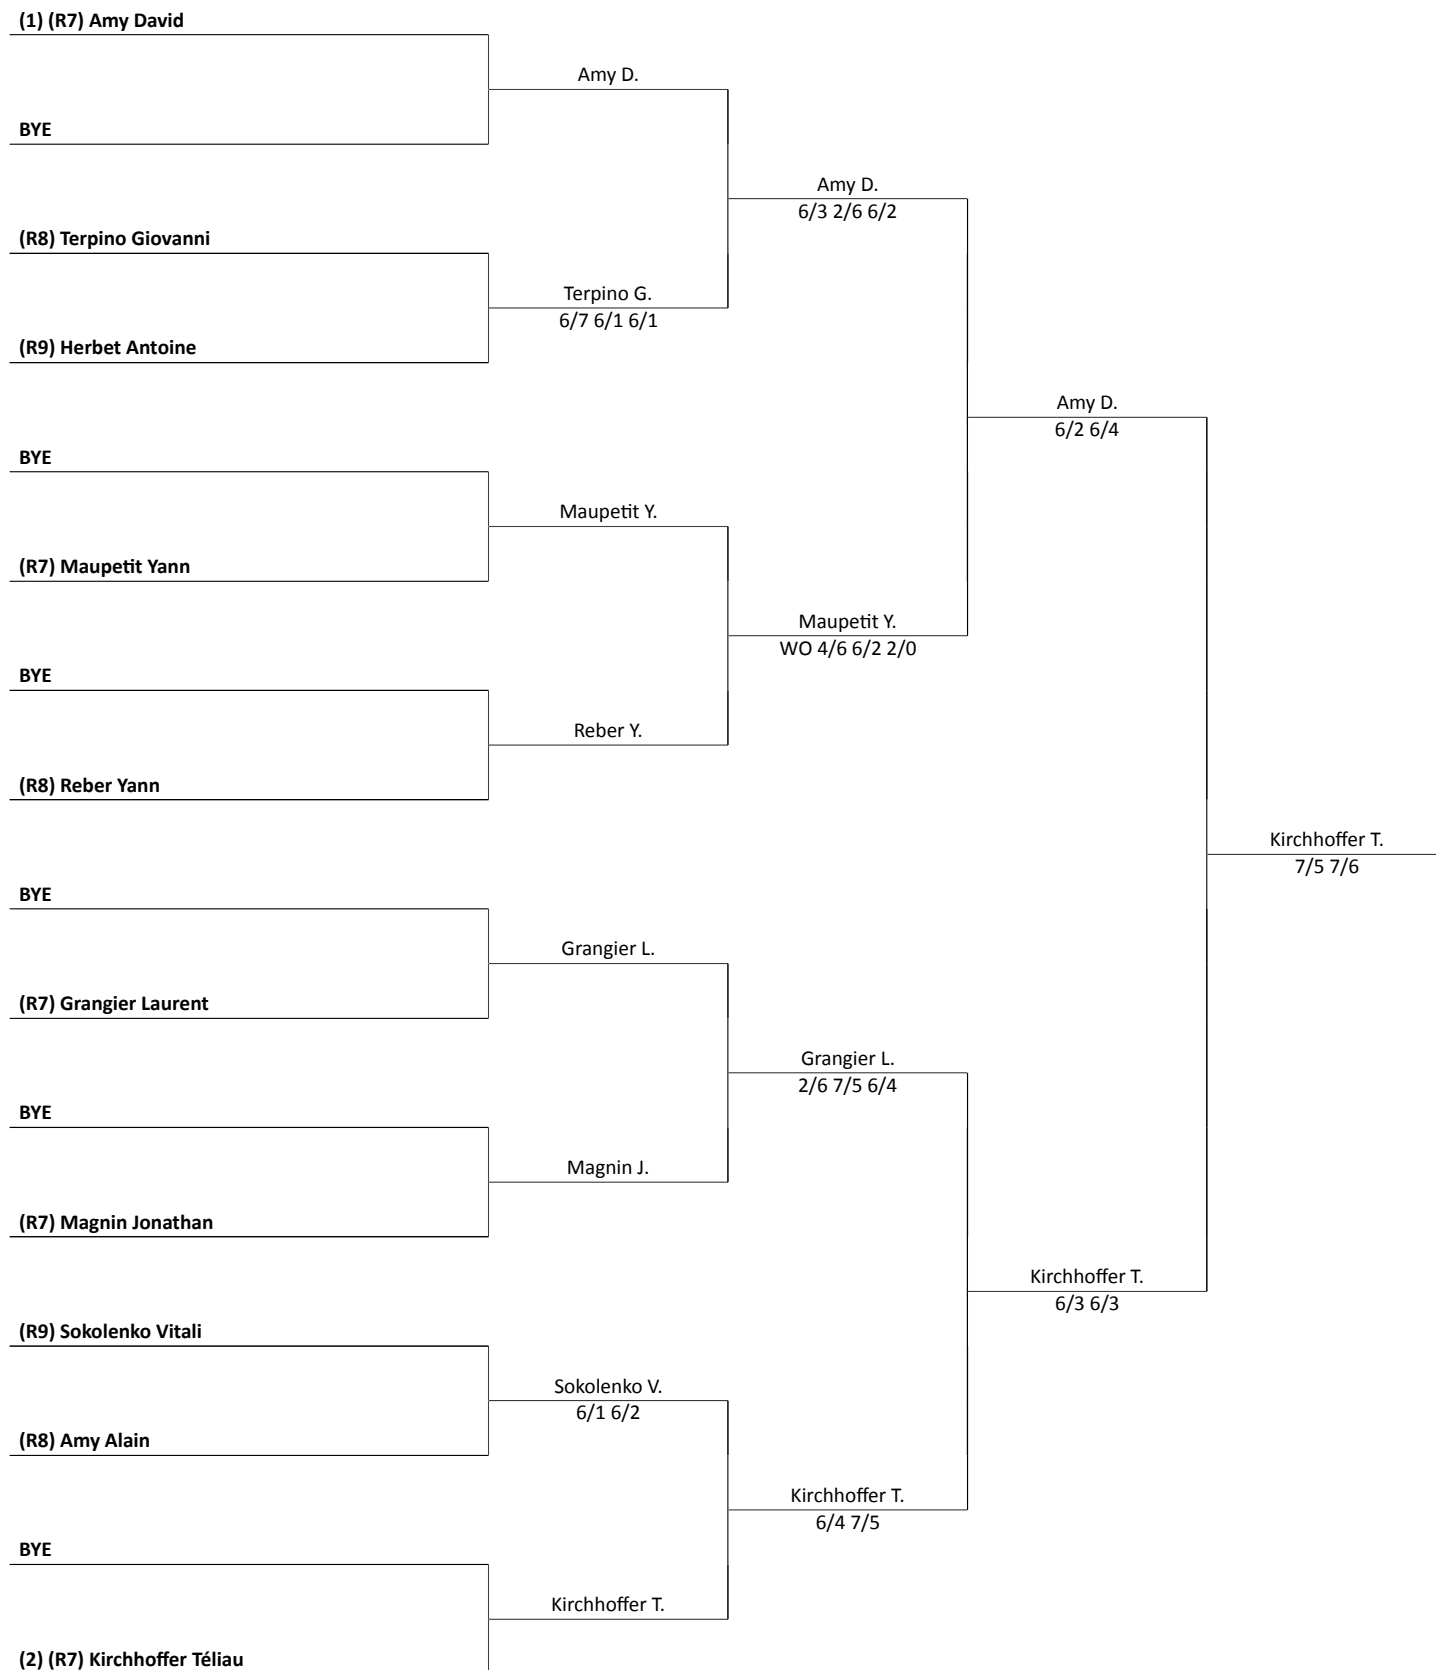 (1) (R7) Amy David
Amy D.
BYE
Amy D.
6/3 2/6 6/2
(R8) Terpino Giovanni
Terpino G.
6/7 6/1 6/1
(R9) Herbet Antoine
Amy D.
6/2 6/4
BYE
Maupetit Y.
(R7) Maupetit Yann
Maupetit Y.
WO 4/6 6/2 2/0
BYE
Reber Y.
(R8) Reber Yann
Kirchhoffer T.
7/5 7/6
BYE
Grangier L.
(R7) Grangier Laurent
Grangier L.
2/6 7/5 6/4
BYE
Magnin J.
(R7) Magnin Jonathan
Kirchhoffer T.
6/3 6/3
(R9) Sokolenko Vitali
Sokolenko V.
6/1 6/2
(R8) Amy Alain
Kirchhoffer T.
6/4 7/5
BYE
Kirchhoffer T.
(2) (R7) Kirchhoffer Téliau